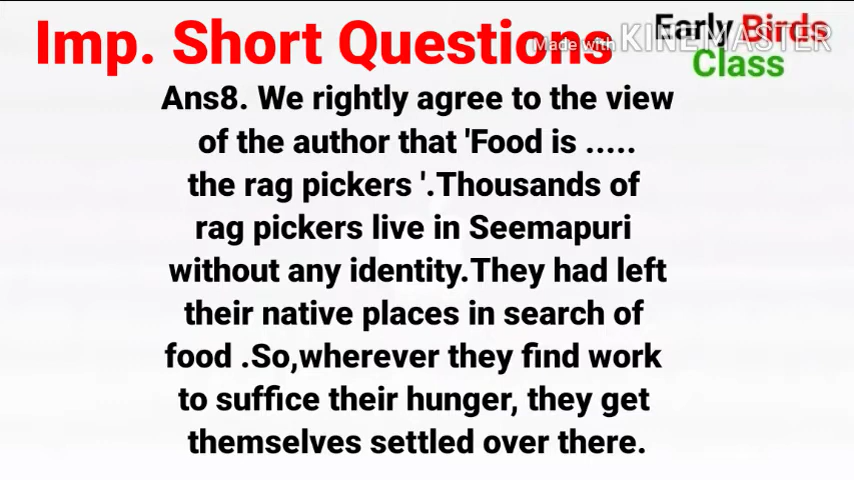 Imp. Short Questions
Early Birds
Made with KINEMASTER
Class
Ans8. We rightly agree to the view
of the author that 'Food is .....
the rag pickers '.Thousands of
rag pickers live in Seemapuri
without any identity.They had left
their native places in search of
food .So,wherever they find work
to suffice their hunger, they get
themselves settled over there.